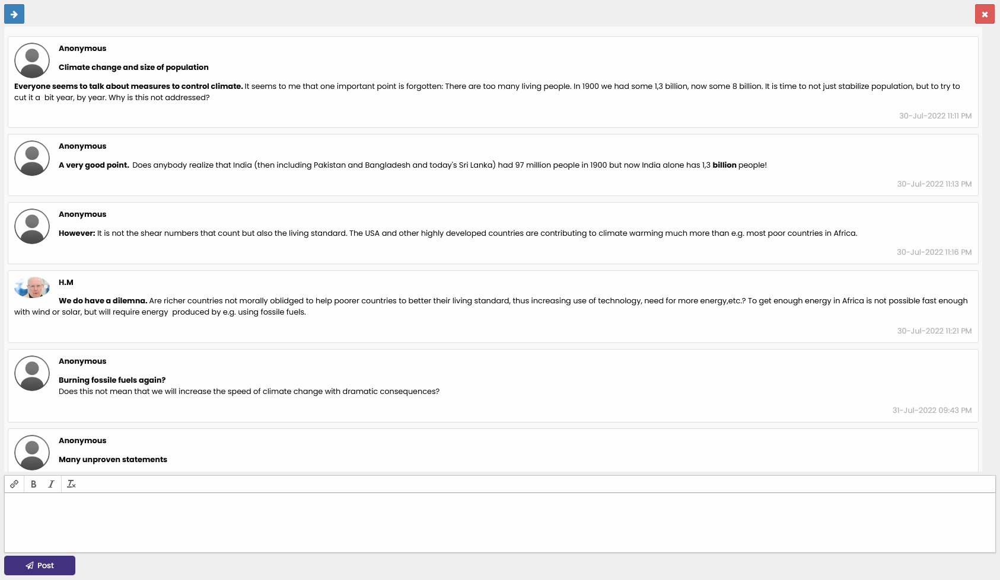 Anonymous
Climate change and size of population
Everyone seems to talk about measures to control climate. It seems to me that one important point is forgotten: There are too many living people. In 1900 we had some 1,3 billion, now some 8 billion. It is time to not just stabilize population, but to try to
cut it a  bit year, by year. Why is this not addressed?
30-Jul-2022 11:11 PM
Anonymous
A very good point.  Does anybody realize that India (then including Pakistan and Bangladesh and today's Sri Lanka) had 97 million people in 1900 but now India alone has 1,3 billion people!
30-Jul-2022 11:13 PM
Anonymous
However: It is not the shear numbers that count but also the living standard. The USA and other highly developed countries are contributing to climate warming much more than e.g. most poor countries in Africa.
30-Jul-2022 11:16 PM
H.M
We do have a dilemna. Are richer countries not morally oblidged to help poorer countries to better their living standard, thus increasing use of technology, need for more energy,etc.? To get enough energy in Africa is not possible fast enough
with wind or solar, but will require energy  produced by e.g. using fossile fuels.
30-Jul-2022 11:21 PM
Anonymous
Burning fossile fuels again?
Does this not mean that we will increase the speed of climate change with dramatic consequences?
31-Jul-2022 09:43 PM
Anonymous
Many unproven statements
B I Ix
Post